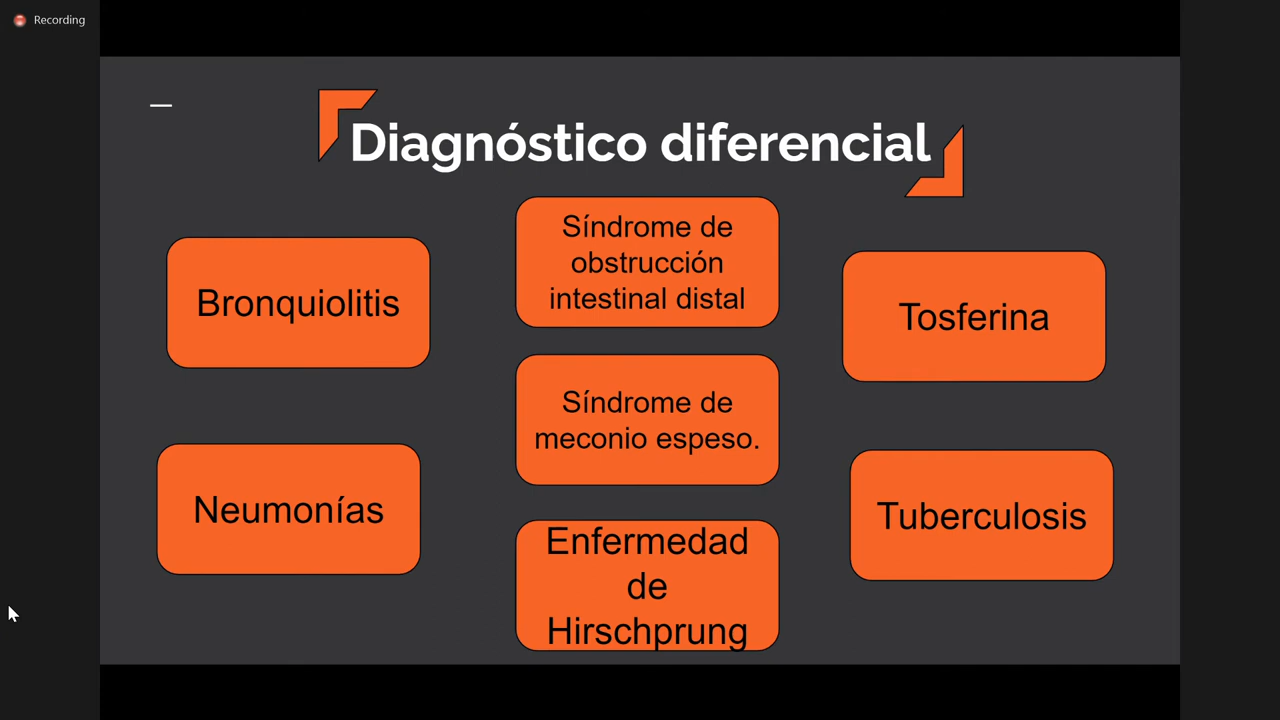 Recording
Diagnóstico diferencial
Bronquiolitis
Neumonías
Síndrome de
obstrucción
intestinal distal
Síndrome de
meconio espeso.
Enfermedad
de
Hirschprung
Tosferina
Tuberculosis